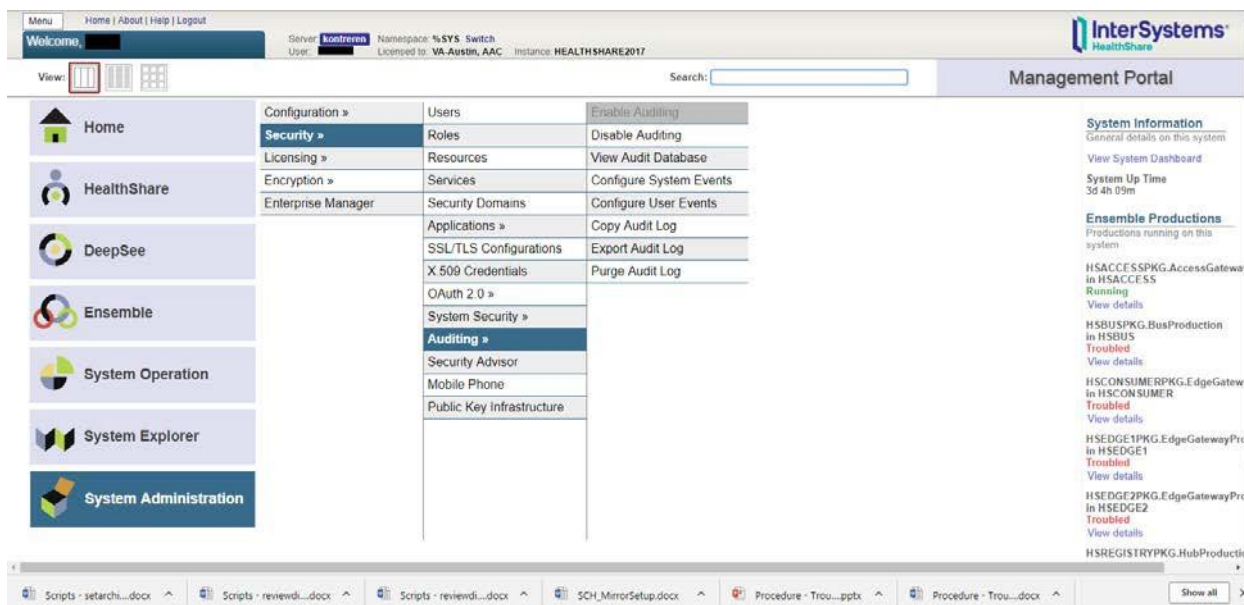 Menu Home | About | Help | Logout
Welcome,
Server: kontreren Namespace: %SYS Switch
User: Licensed to: VA-Austin, AAC Instance: HEALTHSHARE2017
InterSystems
HealthShare
View:
Search:
Management Portal
Home
HealthShare
DeepSee
Ensemble
System Operation
System Explorer
System Administration
Configuration »
Security »
Licensing »
Encryption »
Enterprise Manager
Users
Roles
Resources
Services
Security Domains
Applications »
SSL/TLS Configurations
X.509 Credentials
OAuth 2.0 »
System Security »
Auditing »
Security Advisor
Mobile Phone
Public Key Infrastructure
Enable Auditing
Disable Auditing
View Audit Database
Configure System Events
Configure User Events
Copy Audit Log
Export Audit Log
Purge Audit Log
System Information
General details on this system
View System Dashboard
System Up Time
3d 4h 09m
Ensemble Productions
Productions running on this
system
HSACCESSPKG.AccessGatewa
in HSACCESS
Running
View details
HSBUSPKG.BusProduction
in HSBUS
Troubled
View details
HSCONSUMERPKG.EdgeGatew
in HSCONSUMER
Troubled
View details
HSEDGE1PKG.EdgeGatewayPro
in HSEDGE1
Troubled
View details
HSEDGE2PKG.EdgeGatewayPro
in HSEDGE2
Troubled
View details
HSREGISTRYPKG.HubProducti
Scripts - setarchi....docx
Scripts - reviewdi....docx
Scripts - reviewdi....docx
SCH_MirrorSetup.docx
Procedure - Trou....pptx
Procedure - Trou....docx
Show all